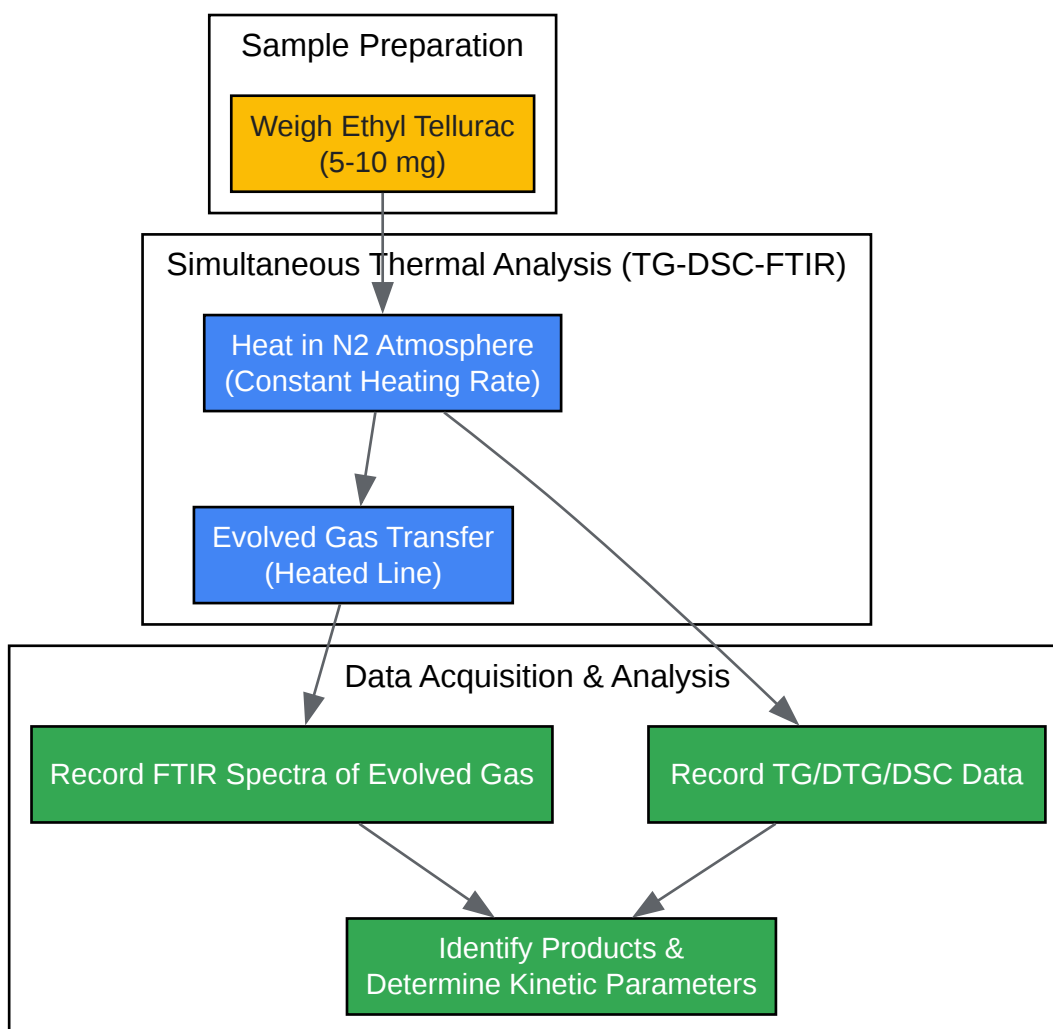 Sample Preparation
Weigh Ethyl Tellurac
(5-10 mg)
Simultaneous Thermal Analysis (TG-DSC-FTIR)
Heat in N2 Atmosphere
(Constant Heating Rate)
Evolved Gas Transfer
(Heated Line)
Data Acquisition & Analysis
Record FTIR Spectra of Evolved Gas
Record TG/DTG/DSC Data
Identify Products &
Determine Kinetic Parameters